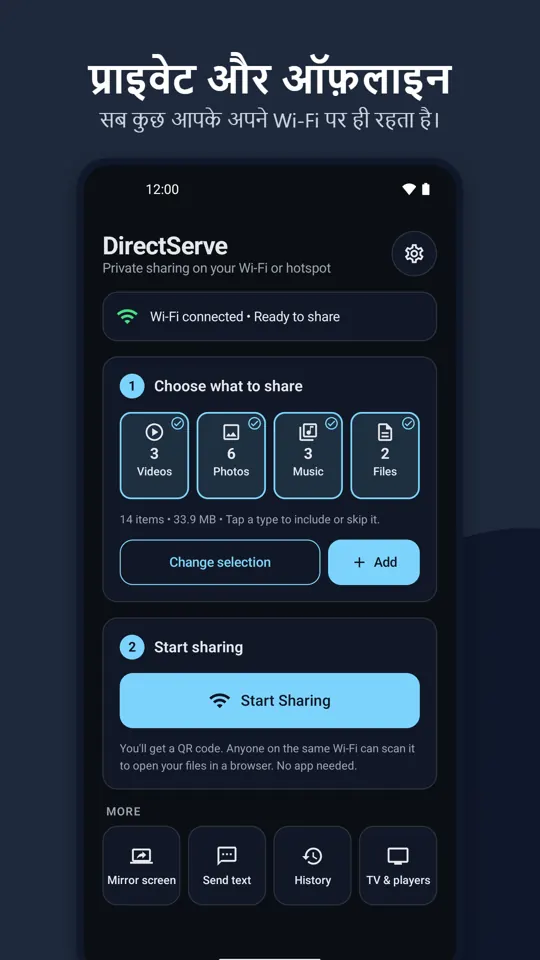 प्राइवेट और ऑफ़लाइन
सब कुछ आपके अपने Wi-Fi पर ही रहता है।
12:00
DirectServe
Private sharing on your Wi-Fi or hotspot
Wi-Fi connected • Ready to share
1 Choose what to share
3 6 3 2
Videos Photos Music Files
14 items • 33.9 MB • Tap a type to include or skip it.
Change selection + Add
2 Start sharing
Start Sharing
You'll get a QR code. Anyone on the same Wi-Fi can scan it
to open your files in a browser. No app needed.
MORE
Mirror screen Send text History TV & players